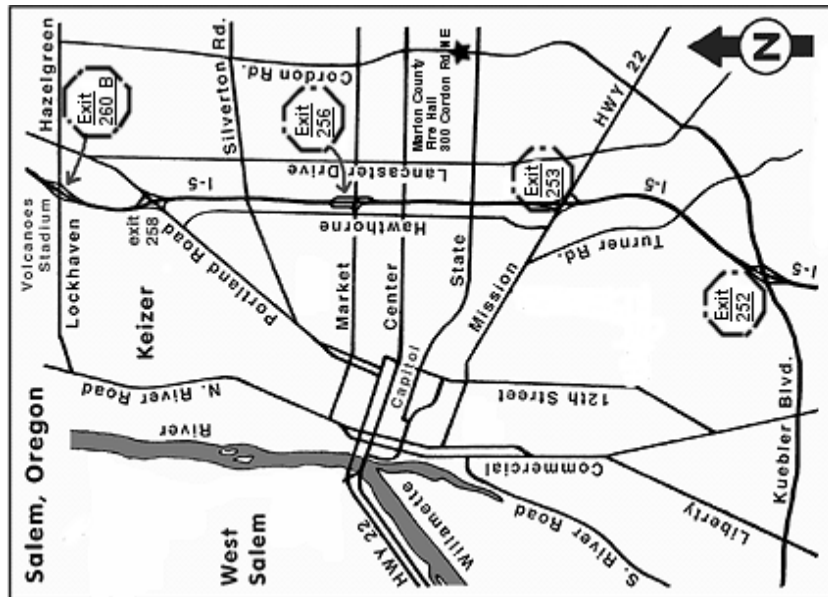 Salem, Oregon
West
Salem
HWY 22
Willamette
River
N. River Road
Keizer
Lockhaven
Volcanoes
Stadium
Hazelgreen
Exit
260 B
exit
258
Portland Road
I-5
Silverton Rd.
Cordon Rd.
Exit
256
Lancaster Drive
Hawthorne
Market
Center
State
Capitol
Mission
Marion County
Fire Hall
300 Cordon Rd NE
HWY 22
Exit
253
I-5
Turner Rd.
Exit
252
I-5
Kuebler Blvd.
12th Street
Commercial
Liberty
S. River Road
N